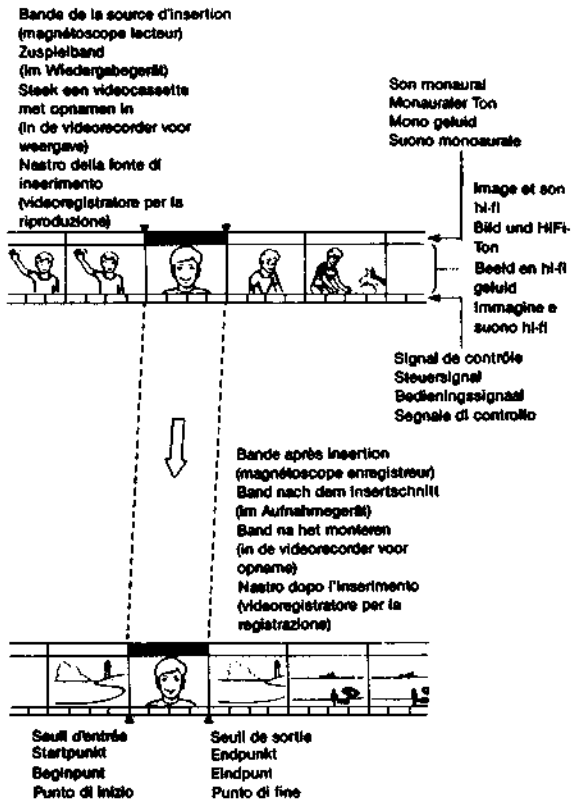 Bande de la source d'insertion
(magnétoscope lecteur)
Zuspielband
(im Wiedergabegerät)
Steek een videocassette
met opnamen in
(in de videorecorder voor
weergave)
Nastro della fonte di
inserimento
(videoregistratore per la
riproduzione)
Son monaural
Monauraler Ton
Mono geluid
Suono monoaurale
Image et son
hi-fi
Bild und HiFi-
Ton
Beeld en hi-fi
geluid
Immagine e
suono hi-fi
Signal de contrôle
Steuersignal
Bedieningssignaal
Segnale di controllo
Bande après insertion
(magnétoscope enregistreur)
Band nach dem Insertschnitt
(im Aufnahmegerät)
Band na het monteren
(in de videorecorder voor
opname)
Nastro dopo l'inserimento
(videoregistratore per la
registrazione)
Seuil d'entrée
Startpunkt
Beginpunt
Punto di inizio
Seuil de sortie
Endpunkt
Eindpunt
Punto di fine